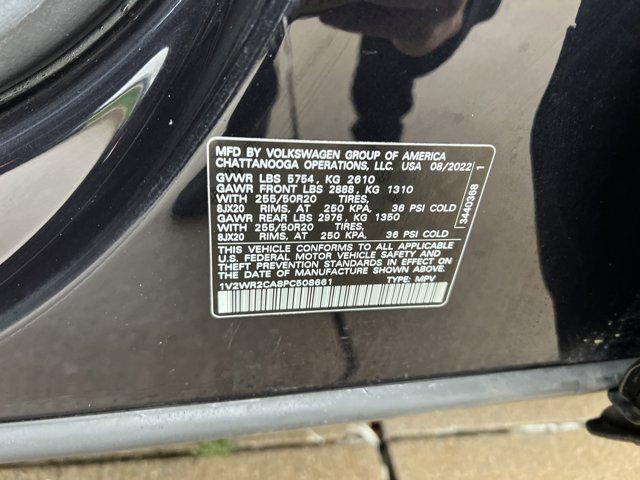 MFD BY VOLKSWAGEN GROUP OF AMERICA
CHATTANOOGA OPERATIONS, LLC. USA 08/2022
GVWR LBS 5754, KG 2610
GAWR FRONT LBS 2888, KG 1310
WITH 255/50R20 TIRES,
8JX20 RIMS, AT 250 KPA, 36 PSI COLD
GAWR REAR LBS 2976, KG 1350
WITH 255/50R20 TIRES,
8JX20 RIMS, AT 250 KPA, 36 PSI COLD
THIS VEHICLE CONFORMS TO ALL APPLICABLE
U.S. FEDERAL MOTOR VEHICLE SAFETY AND
THEFT PREVENTION STANDARDS IN EFFECT ON
THE DATE OF MANUFACTURE SHOWN ABOVE.
1V2WR2CA8PC508661 TYPE: MPV
3440368 1